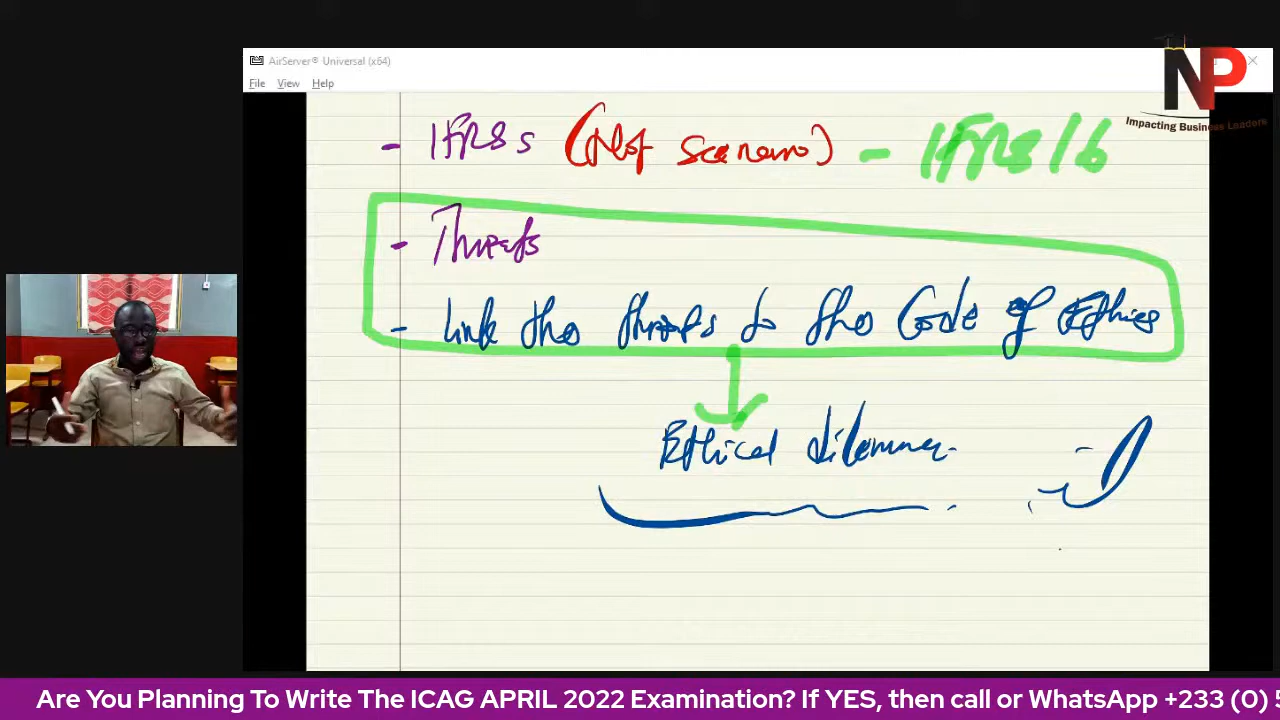 AirServer® Universal (x64)
File View Help
NP
Impacting Business Leaders
- IFRSs (Not scenario) - IFRS 16
- Threats
- Link the threats to the Code of Ethics
Ethical dilemma
Are You Planning To Write The ICAG APRIL 2022 Examination? If YES, then call or WhatsApp +233 (0) 5